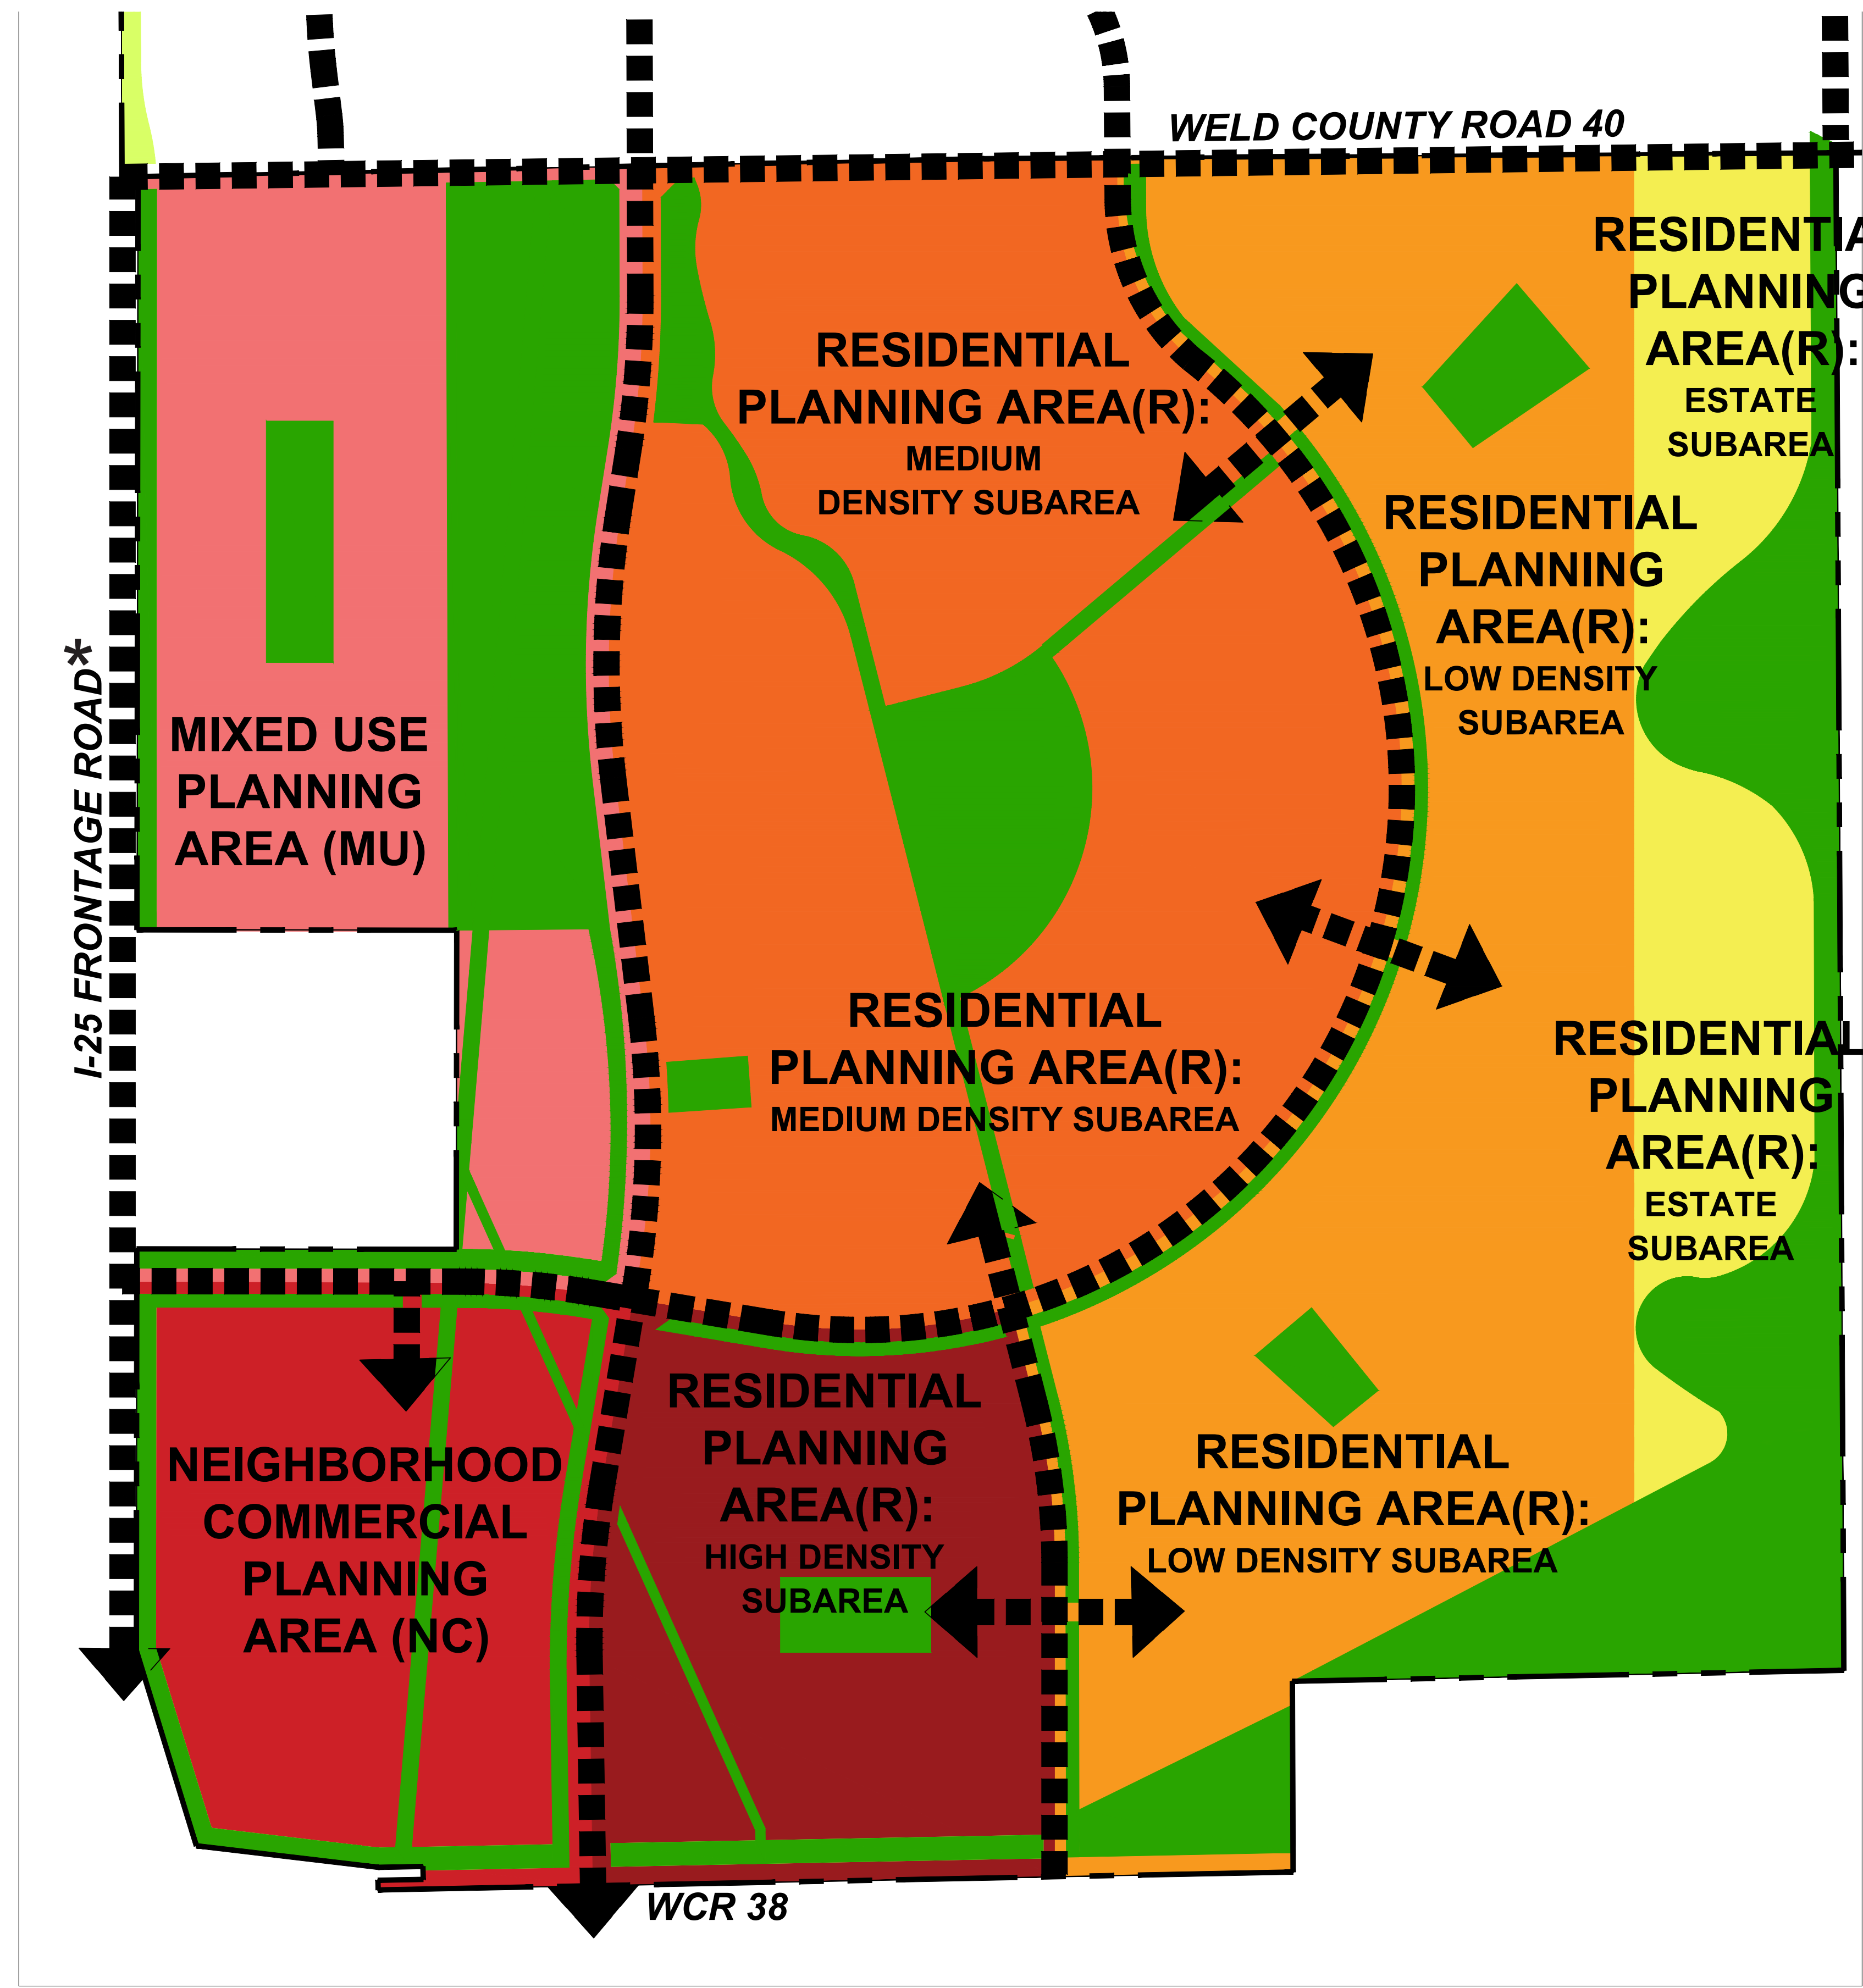 WELD COUNTY ROAD 40
RESIDENTIA
PLANNING
AREA(R):
ESTATE
SUBAREA
RESIDENTIAL
PLANNING AREA(R):
MEDIUM
DENSITY SUBAREA
RESIDENTIAL
PLANNING
AREA(R):
LOW DENSITY
SUBAREA
I-25 FRONTAGE ROAD*
MIXED USE
PLANNING
AREA (MU)
RESIDENTIAL
PLANNING AREA(R):
MEDIUM DENSITY SUBAREA
RESIDENTIAL
PLANNING
AREA(R):
ESTATE
SUBAREA
NEIGHBORHOOD
COMMERCIAL
PLANNING
AREA (NC)
RESIDENTIAL
PLANNING
AREA(R):
HIGH DENSITY
SUBAREA
RESIDENTIAL
PLANNING AREA(R):
LOW DENSITY SUBAREA
WCR 38